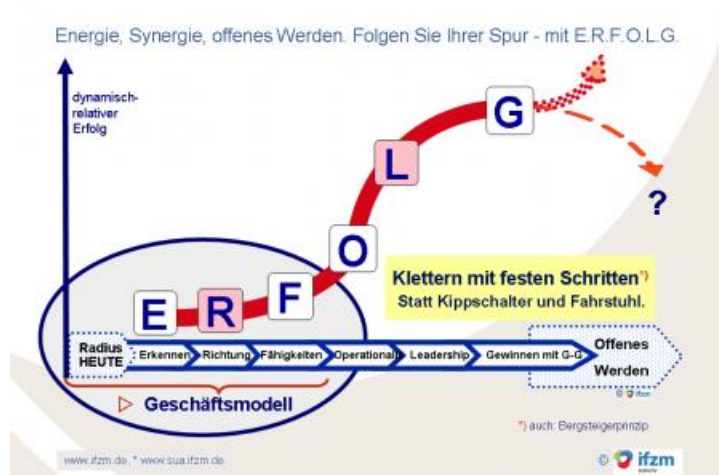 Energie, Synergie, offenes Werden. Folgen Sie Ihrer Spur - mit E.R.F.O.L.G.
dynamisch-
relativer
Erfolg
G
L
O
F
R
E
?
Klettern mit festen Schritten*)
Statt Kippschalter und Fahrstuhl.
Radius
HEUTE
Erkennen
Richtung
Fähigkeiten
Operational
Leadership
Gewinnen mit G-G
Offenes
Werden
© ifzm
▷ Geschäftsmodell
*) auch: Bergsteigerprinzip
www.ifzm.de * www.sua.ifzm.de
© ifzm